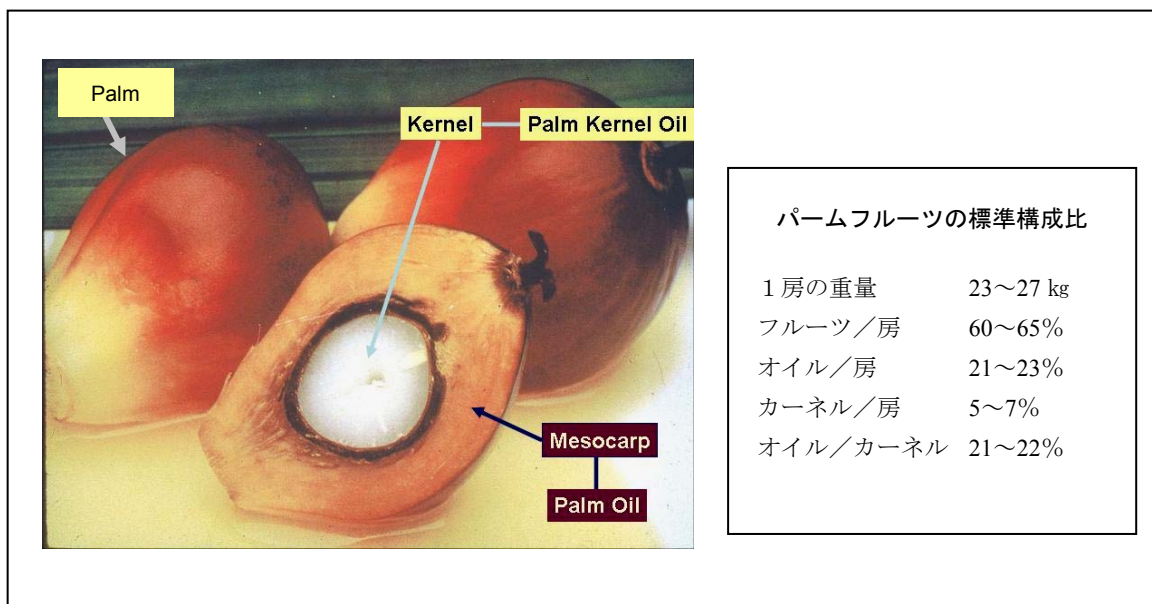 Palm
Kernel
Palm Kernel Oil
Mesocarp
Palm Oil
パームフルーツの標準構成比
１房の重量 23～27 ㎏
フルーツ／房 60～65％
オイル／房 21～23％
カーネル／房 5～7％
オイル／カーネル 21～22％